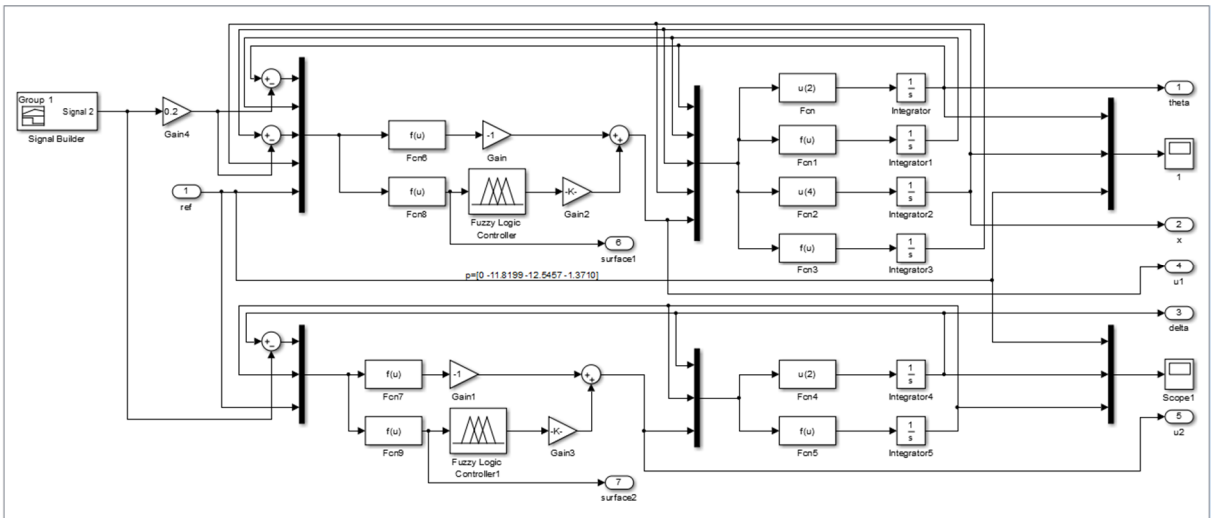 Group 1
Signal 2
Signal Builder
0.2
Gain4
1
ref
f(u)
Fcn6
-1
Gain
f(u)
Fcn8
Fuzzy Logic
Controller
-K-
Gain2
6
surface1
p=[0 -11.8199 -12.5457 -1.3710]
u(2)
Fcn
1
s
Integrator
f(u)
Fcn1
1
s
Integrator1
u(4)
Fcn2
1
s
Integrator2
f(u)
Fcn3
1
s
Integrator3
1
theta
1
2
x
4
u1
3
delta
f(u)
Fcn7
-1
Gain1
f(u)
Fcn9
Fuzzy Logic
Controller1
-K-
Gain3
7
surface2
u(2)
Fcn4
1
s
Integrator4
f(u)
Fcn5
1
s
Integrator5
Scope1
5
u2